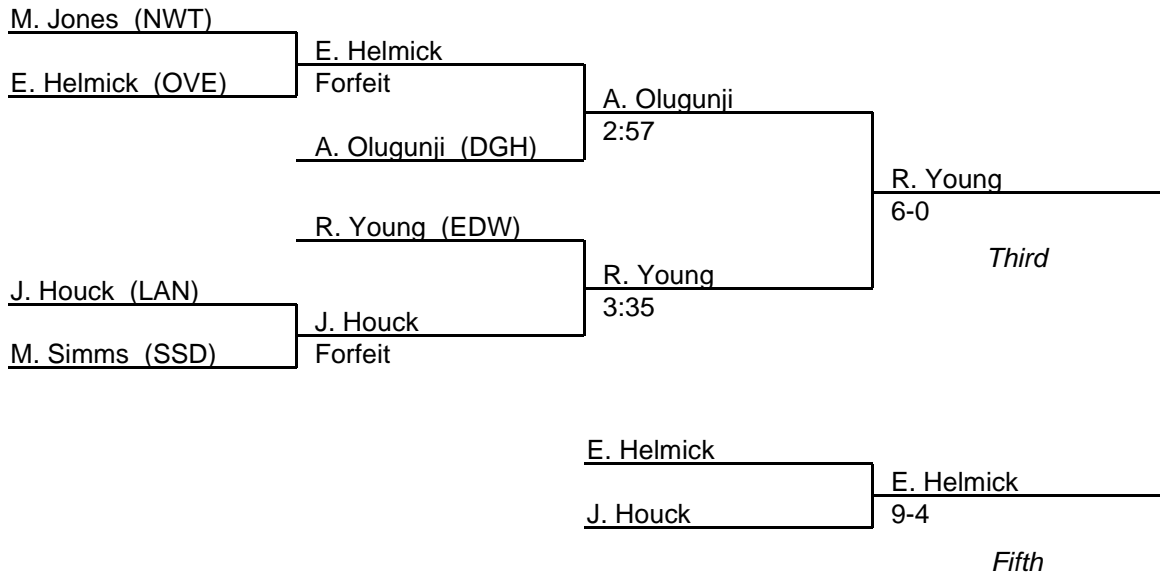 M. Jones (NWT)
E. Helmick
E. Helmick (OVE)
Forfeit
A. Olugunji
2:57
A. Olugunji (DGH)
R. Young
6-0
R. Young (EDW)
Third
R. Young
J. Houck (LAN)
3:35
J. Houck
M. Simms (SSD)
Forfeit
E. Helmick
E. Helmick
J. Houck
9-4
Fifth